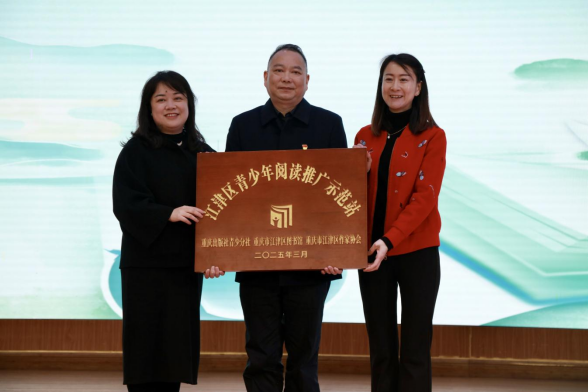 江津区青少年阅读推广示范站
重庆出版社青少分社 重庆市江津区图书馆 重庆市江津区作家协会
二〇二五年三月